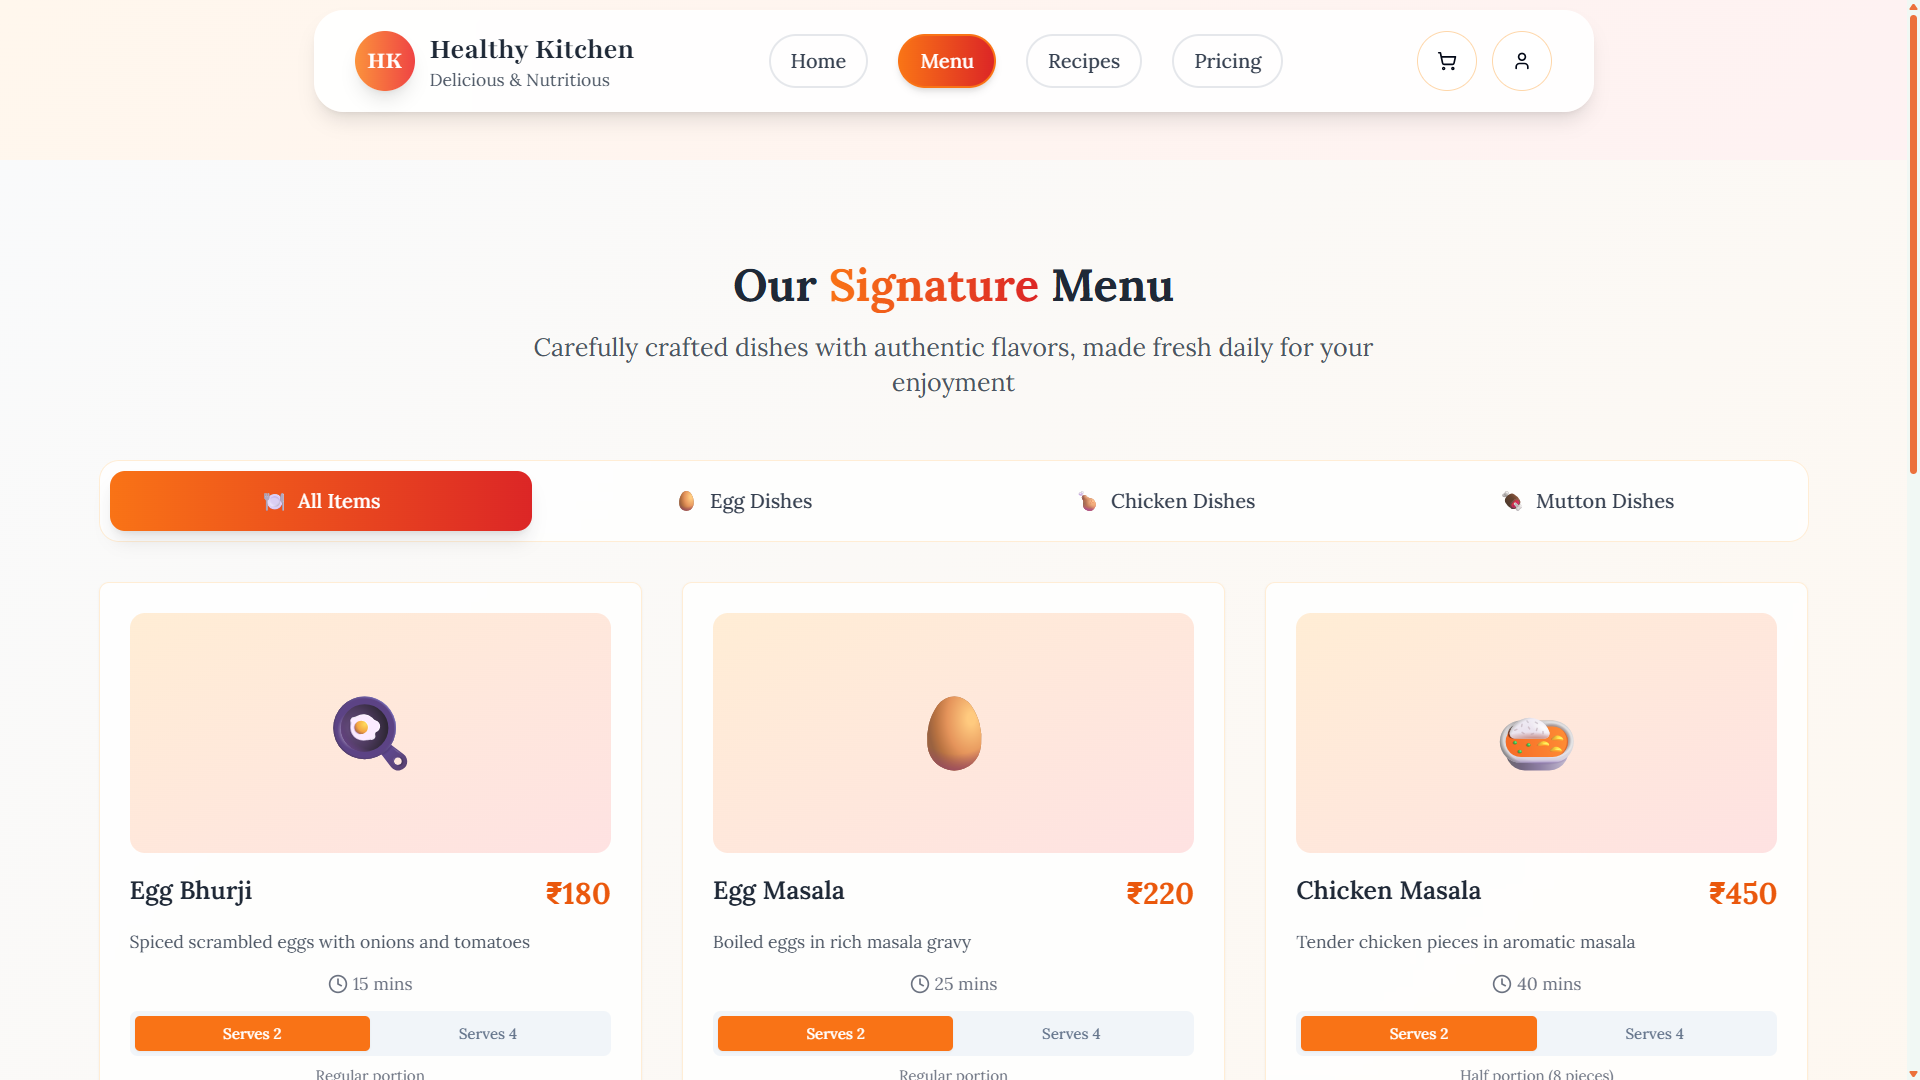 HK
Healthy Kitchen
Delicious & Nutritious
Home
Menu
Recipes
Pricing
Our Signature Menu
Carefully crafted dishes with authentic flavors, made fresh daily for your
enjoyment
All Items
Egg Dishes
Chicken Dishes
Mutton Dishes
Egg Bhurji
₹180
Spiced scrambled eggs with onions and tomatoes
15 mins
Serves 2
Serves 4
Regular portion
Egg Masala
₹220
Boiled eggs in rich masala gravy
25 mins
Serves 2
Serves 4
Regular portion
Chicken Masala
₹450
Tender chicken pieces in aromatic masala
40 mins
Serves 2
Serves 4
Half portion (8 pieces)